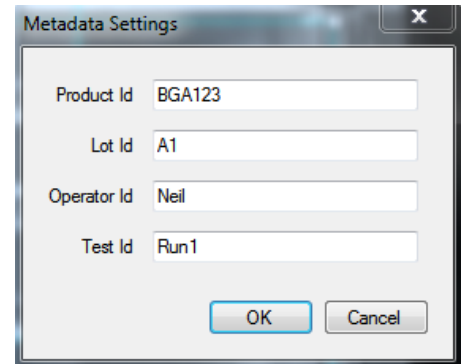 Metadata Settings
Product Id BGA123
Lot Id A1
Operator Id Neil
Test Id Run1
OK Cancel